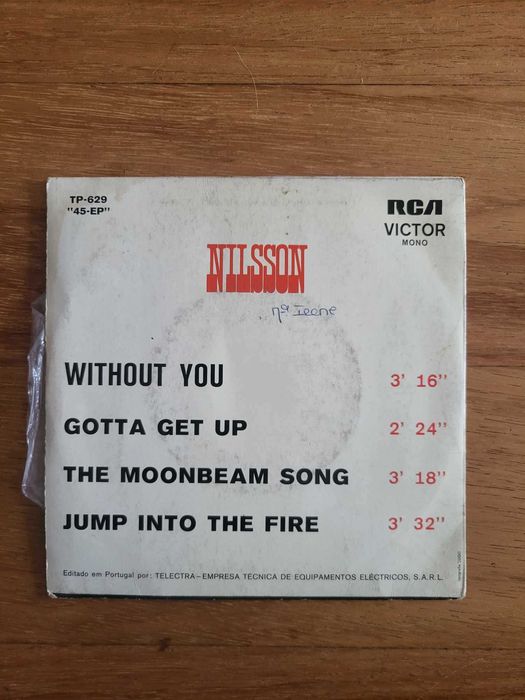 TP-629
"45-EP"
RCA
VICTOR
MONO
NILSSON
nª Irene
WITHOUT YOU 3' 16''
GOTTA GET UP 2' 24''
THE MOONBEAM SONG 3' 18''
JUMP INTO THE FIRE 3' 32''
Editado em Portugal por: TELECTRA—EMPRESA TÉCNICA DE EQUIPAMENTOS ELÉCTRICOS, S.A.R.L.